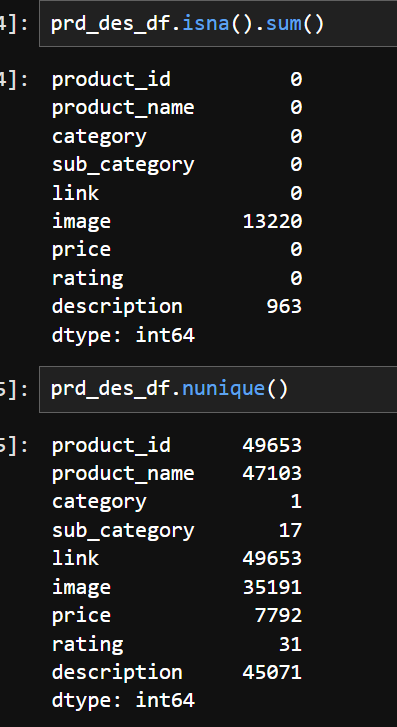 4]: prd_des_df.isna().sum()
4]: product_id 0
product_name 0
category 0
sub_category 0
link 0
image 13220
price 0
rating 0
description 963
dtype: int64
5]: prd_des_df.nunique()
5]: product_id 49653
product_name 47103
category 1
sub_category 17
link 49653
image 35191
price 7792
rating 31
description 45071
dtype: int64